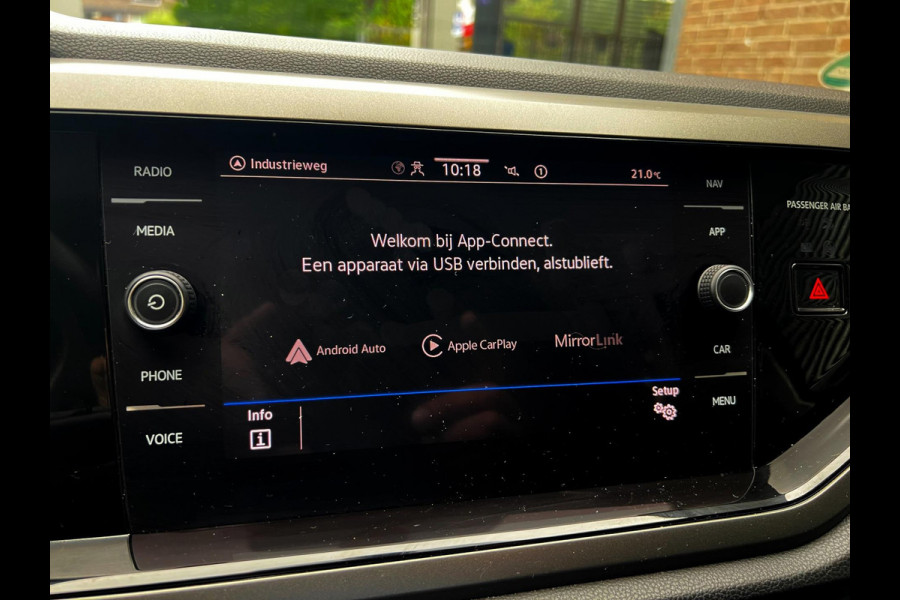 RADIO
MEDIA
PHONE
VOICE
Industrieweg
10:18
1
21.0°C
Welkom bij App-Connect.
Een apparaat via USB verbinden, alstublieft.
Android Auto
Apple CarPlay
MirrorLink
Info
Setup
NAV
APP
CAR
MENU
PASSENGER AIR BA